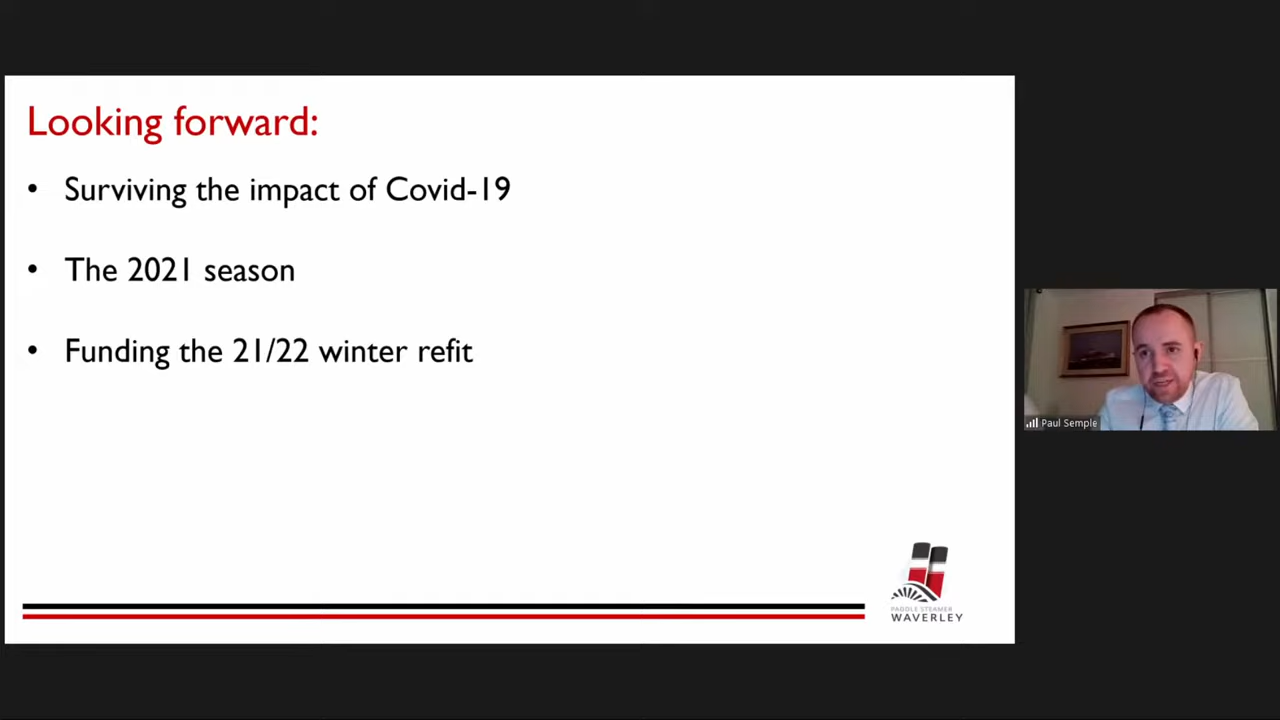 Looking forward:
• Surviving the impact of Covid-19
• The 2021 season
• Funding the 21/22 winter refit
Paul Semple
PADDLE STEAMER
WAVERLEY